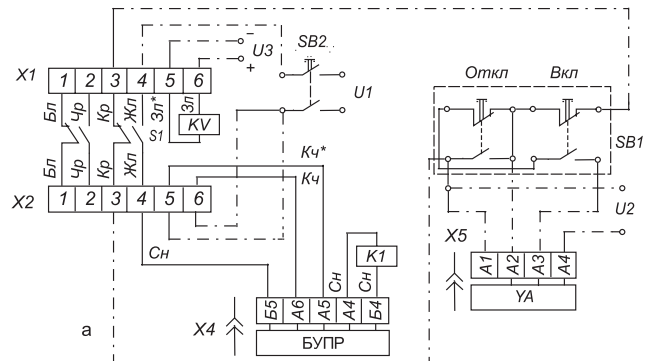 − U3 +
SB2
U1
X1 1 2 3 4 5 6
Бл Чр Кр Жл Зл* Зл
S1
KV
Бл Чр Кр Жл
X2 1 2 3 4 5 6
Кч*
Кч
Откл Вкл
SB1
U2
X5
A1 A2 A3 A4
YA
Сн
Сн K1 Сн
X4
Б5 А6 А5 А4 Б4
БУПР
а